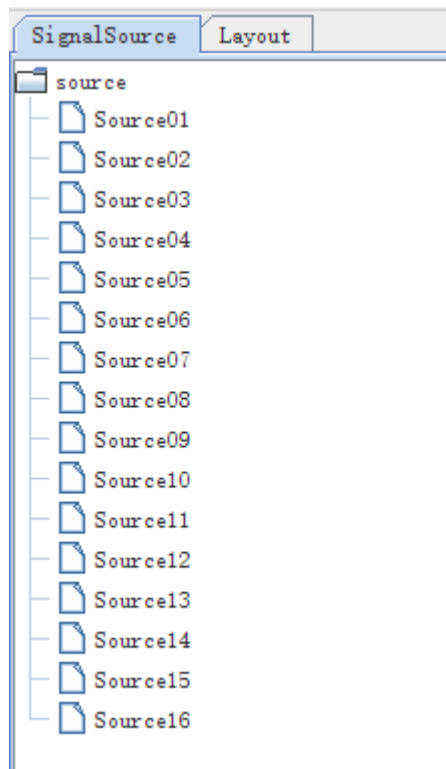 SignalSource Layout
source
Source01
Source02
Source03
Source04
Source05
Source06
Source07
Source08
Source09
Source10
Source11
Source12
Source13
Source14
Source15
Source16